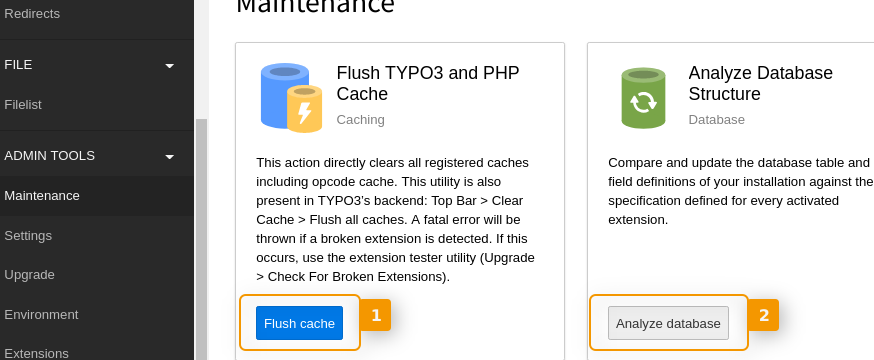 Maintenance
Redirects
FILE
Filelist
ADMIN TOOLS
Maintenance
Settings
Upgrade
Environment
Extensions
Flush TYPO3 and PHP
Cache
Caching
This action directly clears all registered caches
including opcode cache. This utility is also
present in TYPO3's backend: Top Bar > Clear
Cache > Flush all caches. A fatal error will be
thrown if a broken extension is detected. If this
occurs, use the extension tester utility (Upgrade
> Check For Broken Extensions).
Flush cache
1
Analyze Database
Structure
Database
Compare and update the database table and
field definitions of your installation against the
specification defined for every activated
extension.
Analyze database
2